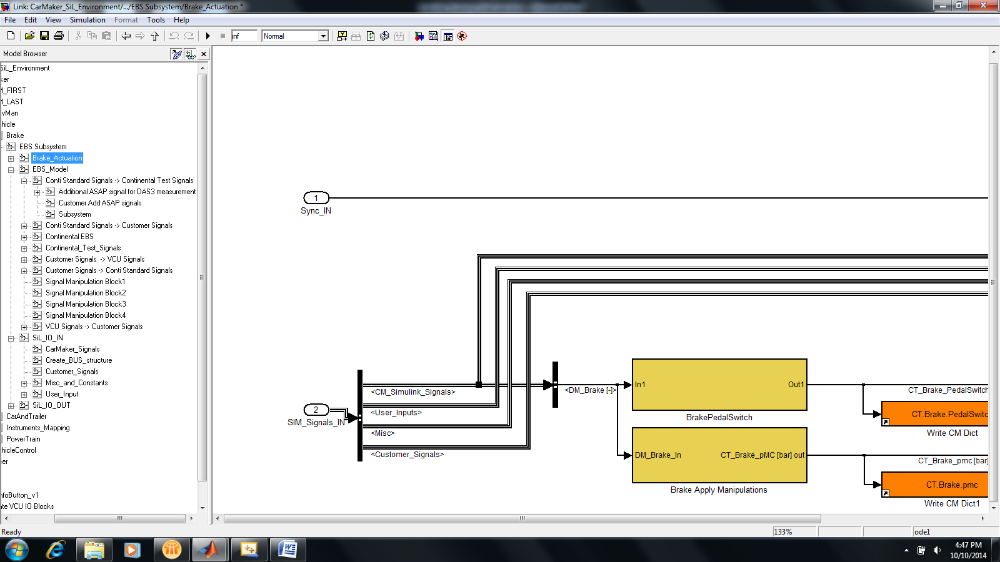 Link: CarMaker_SiL_Environment/.../EBS Subsystem/Brake_Actuation *
File Edit View Simulation Format Tools Help
inf Normal
Model Browser
SiL_Environment
ker
M_FIRST
M_LAST
vMan
hicle
Brake
EBS Subsystem
Brake_Actuation
EBS_Model
Conti Standard Signals -> Continental Test Signals
Additional ASAP signal for DAS3 measurement
Customer Add ASAP signals
Subsystem
Conti Standard Signals -> Customer Signals
Continental EBS
Continental_Test_Signals
Customer Signals -> VCU Signals
Customer Signals -> Conti Standard Signals
Signal Manipulation Block1
Signal Manipulation Block2
Signal Manipulation Block3
Signal Manipulation Block4
VCU Signals -> Customer Signals
SiL_IO_IN
CarMaker_Signals
Create_BUS_structure
Customer_Signals
Misc_and_Constants
User_Input
SiL_IO_OUT
CarAndTrailer
Instruments_Mapping
PowerTrain
hicleControl
cer
nfoButton_v1
ate VCU IO Blocks
1
Sync_IN
2
SIM_Signals_IN
<CM_Simulink_Signals>
<User_Inputs>
<Misc>
<Customer_Signals>
<DM_Brake [-]>
In1 Out1
BrakePedalSwitch
DM_Brake_In CT_Brake_pMC [bar] out
Brake Apply Manipulations
CT_Brake_PedalSwitch
CT.Brake.PedalSwitc
Write CM Dict
CT_Brake_pmc [bar]
CT.Brake.pmc
Write CM Dict1
Ready 133% ode1
4:47 PM
10/10/2014